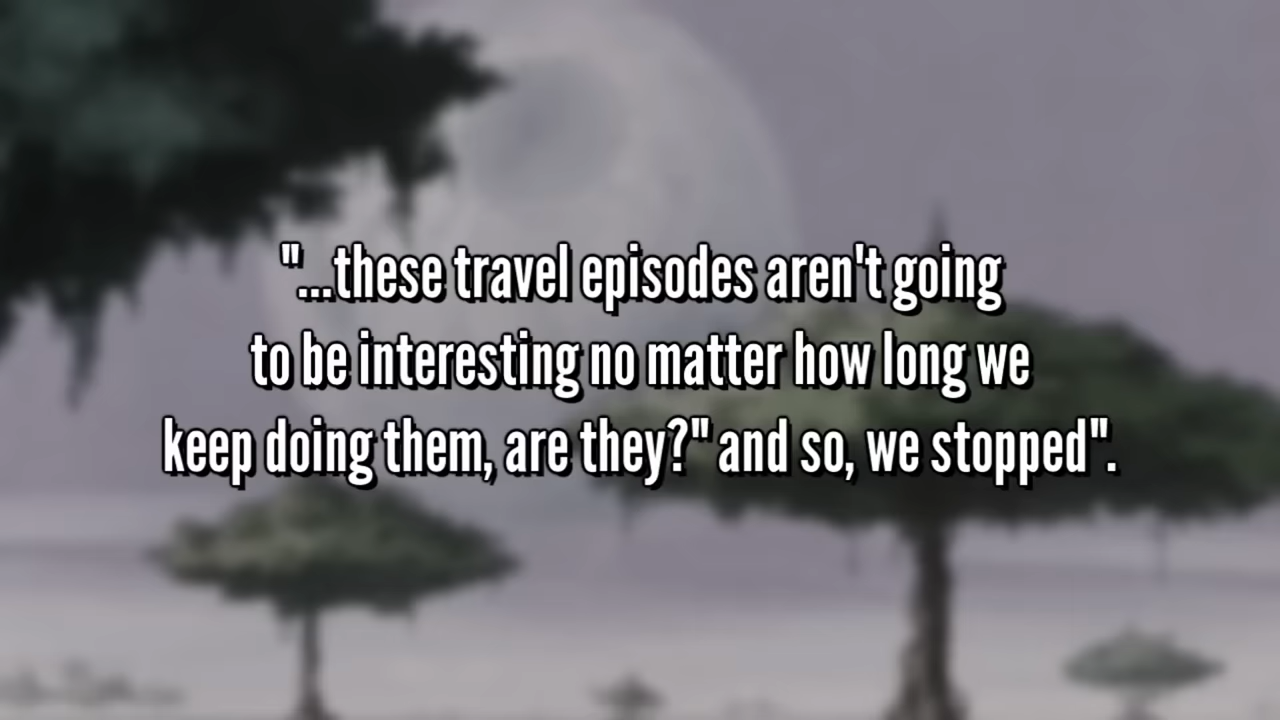 "...these travel episodes aren't going
to be interesting no matter how long we
keep doing them, are they?" and so, we stopped".